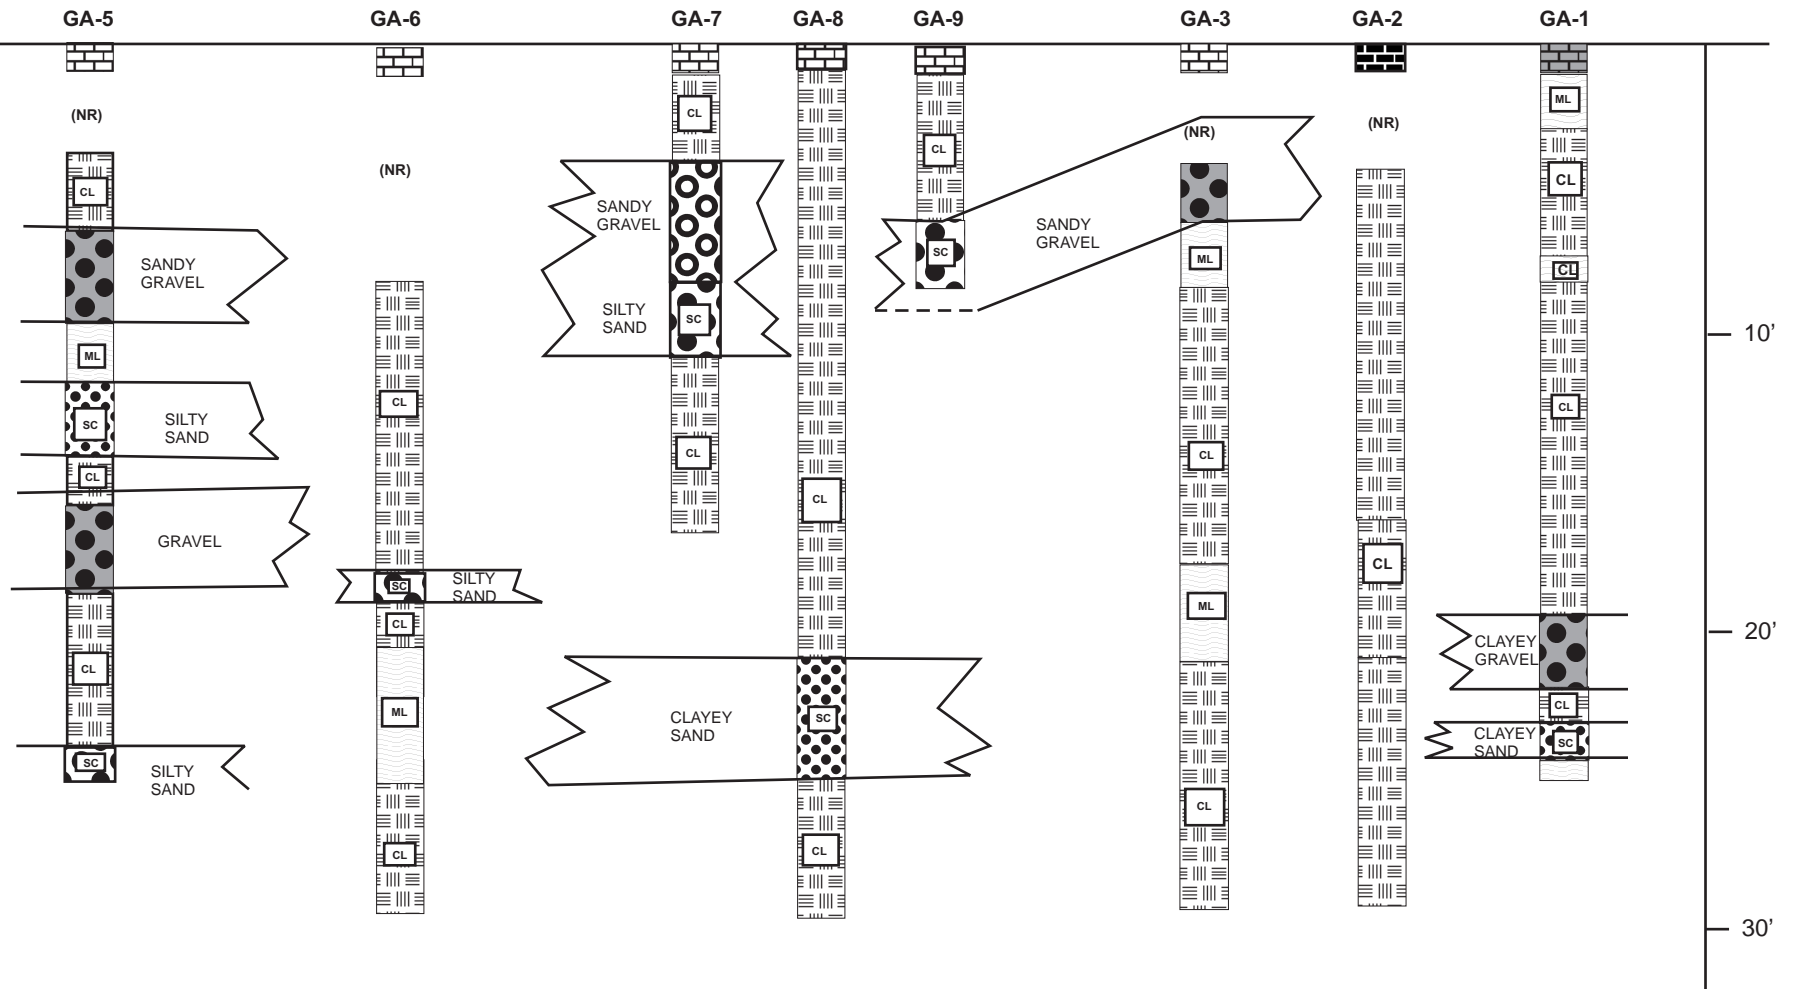 GA-5
GA-6
GA-7
GA-8
GA-9
GA-3
GA-2
GA-1
(NR)
CL
SANDY
GRAVEL
ML
SC
SILTY
SAND
CL
GRAVEL
CL
SC
SILTY
SAND
(NR)
CL
SC
SILTY
SAND
CL
ML
CL
CL
SANDY
GRAVEL
SILTY
SAND
SC
CL
CL
CLAYEY
SAND
SC
CL
CL
SC
SANDY
GRAVEL
(NR)
ML
CL
ML
CL
(NR)
CL
ML
CL
CL
CL
CLAYEY
GRAVEL
CL
CLAYEY
SAND
SC
10’
20’
30’